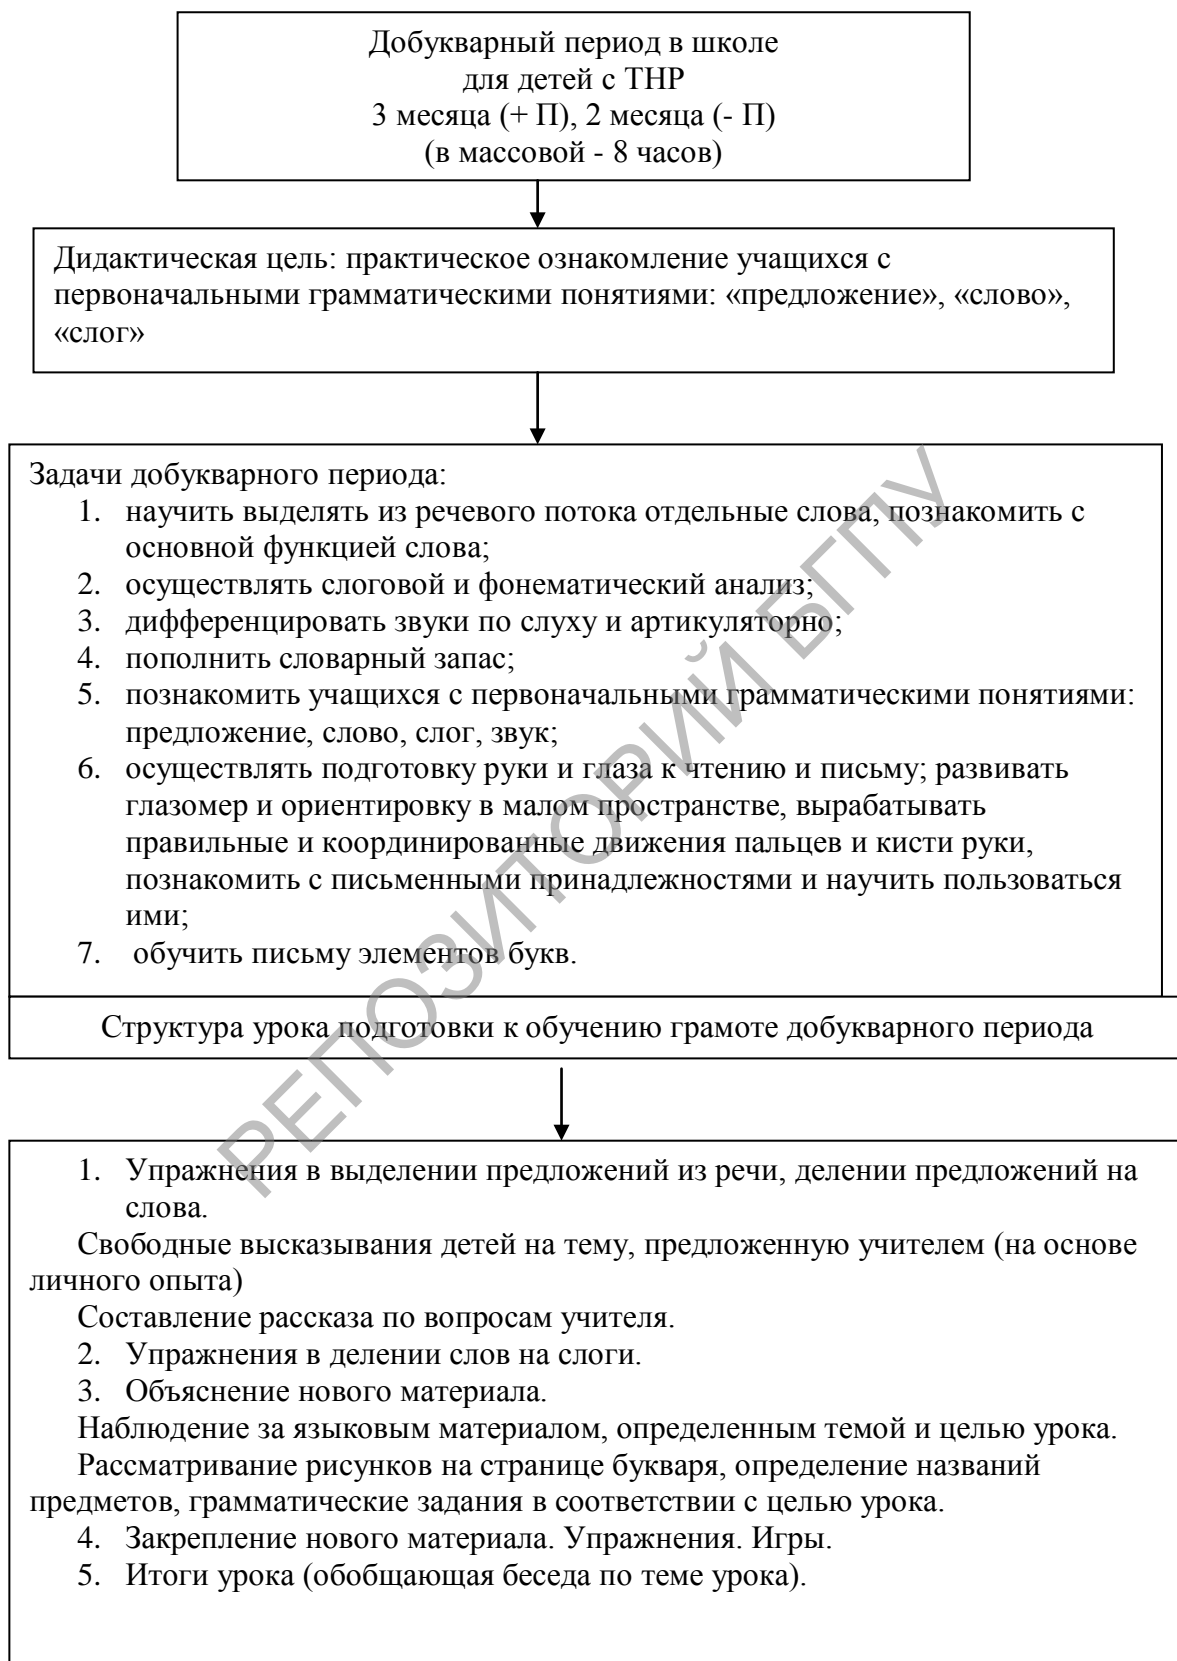 Добукварный период в школе
для детей с ТНР
3 месяца (+ П), 2 месяца (- П)
(в массовой - 8 часов)
Дидактическая цель: практическое ознакомление учащихся с
первоначальными грамматическими понятиями: «предложение», «слово»,
«слог»
Задачи добукварного периода:
1. научить выделять из речевого потока отдельные слова, познакомить с
основной функцией слова;
2. осуществлять слоговой и фонематический анализ;
3. дифференцировать звуки по слуху и артикуляторно;
4. пополнить словарный запас;
5. познакомить учащихся с первоначальными грамматическими понятиями:
предложение, слово, слог, звук;
6. осуществлять подготовку руки и глаза к чтению и письму; развивать
глазомер и ориентировку в малом пространстве, вырабатывать
правильные и координированные движения пальцев и кисти руки,
познакомить с письменными принадлежностями и научить пользоваться
ими;
7. обучить письму элементов букв.
Структура урока подготовки к обучению грамоте добукварного периода
1. Упражнения в выделении предложений из речи, делении предложений на
слова.
Свободные высказывания детей на тему, предложенную учителем (на основе
личного опыта)
Составление рассказа по вопросам учителя.
2. Упражнения в делении слов на слоги.
3. Объяснение нового материала.
Наблюдение за языковым материалом, определенным темой и целью урока.
Рассматривание рисунков на странице букваря, определение названий
предметов, грамматические задания в соответствии с целью урока.
4. Закрепление нового материала. Упражнения. Игры.
5. Итоги урока (обобщающая беседа по теме урока).
РЕПОЗИТОРИЙ БГПУ